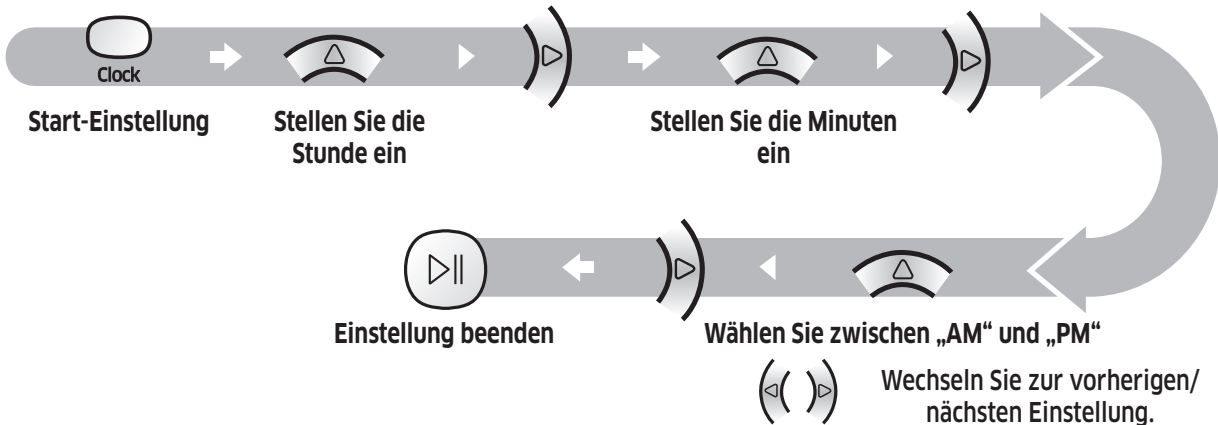 Clock
Start-Einstellung
Stellen Sie die
Stunde ein
Stellen Sie die Minuten
ein
Einstellung beenden
Wählen Sie zwischen „AM“ und „PM“
Wechseln Sie zur vorherigen/
nächsten Einstellung.